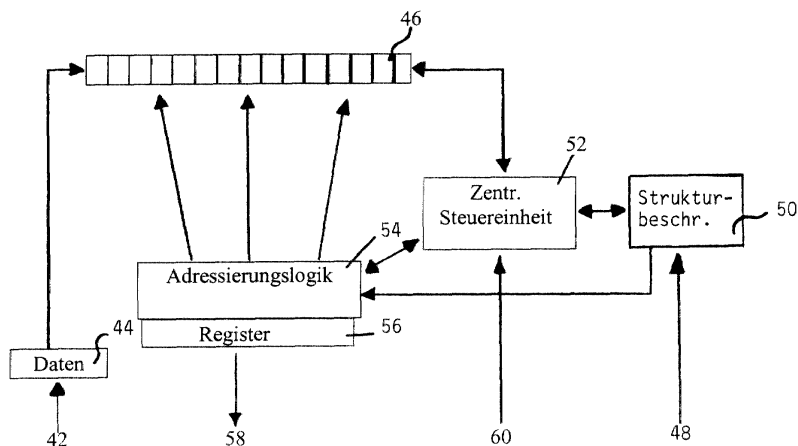 46
52
Zentr.
Steuereinheit
Struktur-
beschr.
50
54
Adressierungslogik
Register
56
44
Daten
42
58
60
48